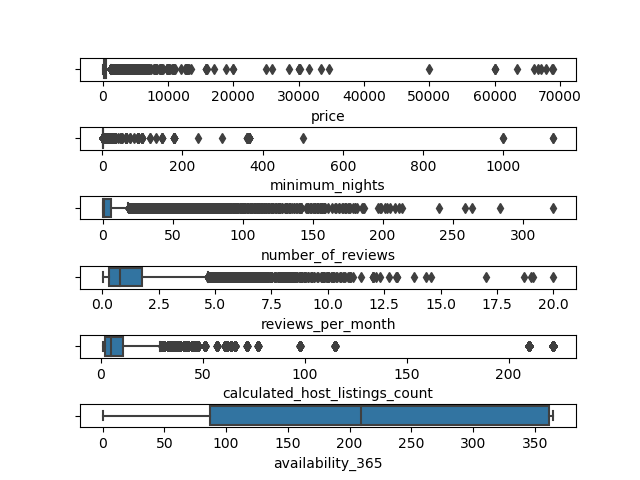 0 10000 20000 30000 40000 50000 60000 70000
price
0 200 400 600 800 1000
minimum_nights
0 50 100 150 200 250 300
number_of_reviews
0.0 2.5 5.0 7.5 10.0 12.5 15.0 17.5 20.0
reviews_per_month
0 50 100 150 200
calculated_host_listings_count
0 50 100 150 200 250 300 350
availability_365